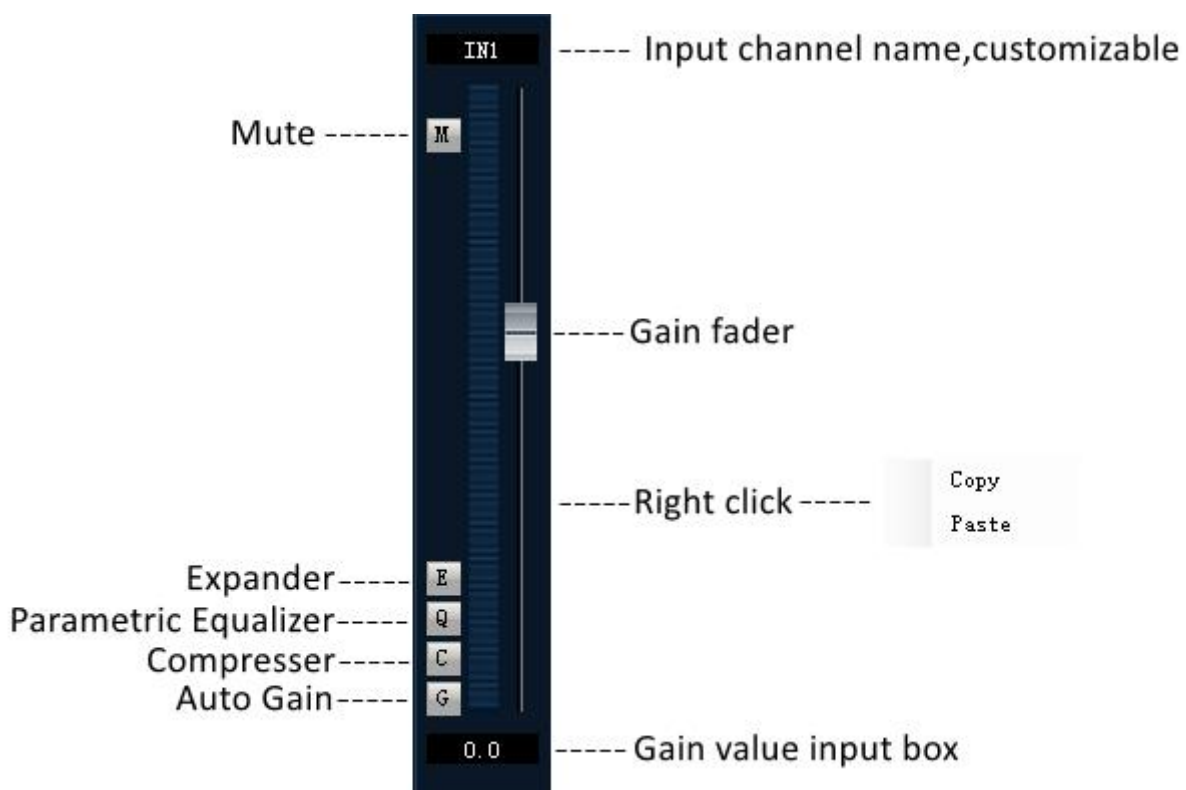 IN1
Input channel name,customizable
Mute
M
Gain fader
Right click
Copy
Paste
Expander
E
Parametric Equalizer
Q
Compresser
C
Auto Gain
G
0.0
Gain value input box